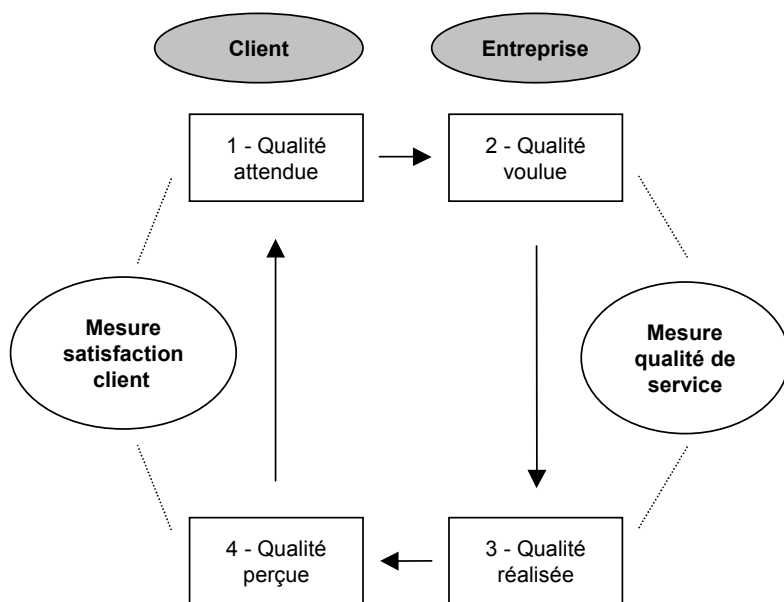 Client
Entreprise
1 - Qualité
attendue
2 - Qualité
voulue
Mesure
satisfaction
client
Mesure
qualité de
service
4 - Qualité
perçue
3 - Qualité
réalisée